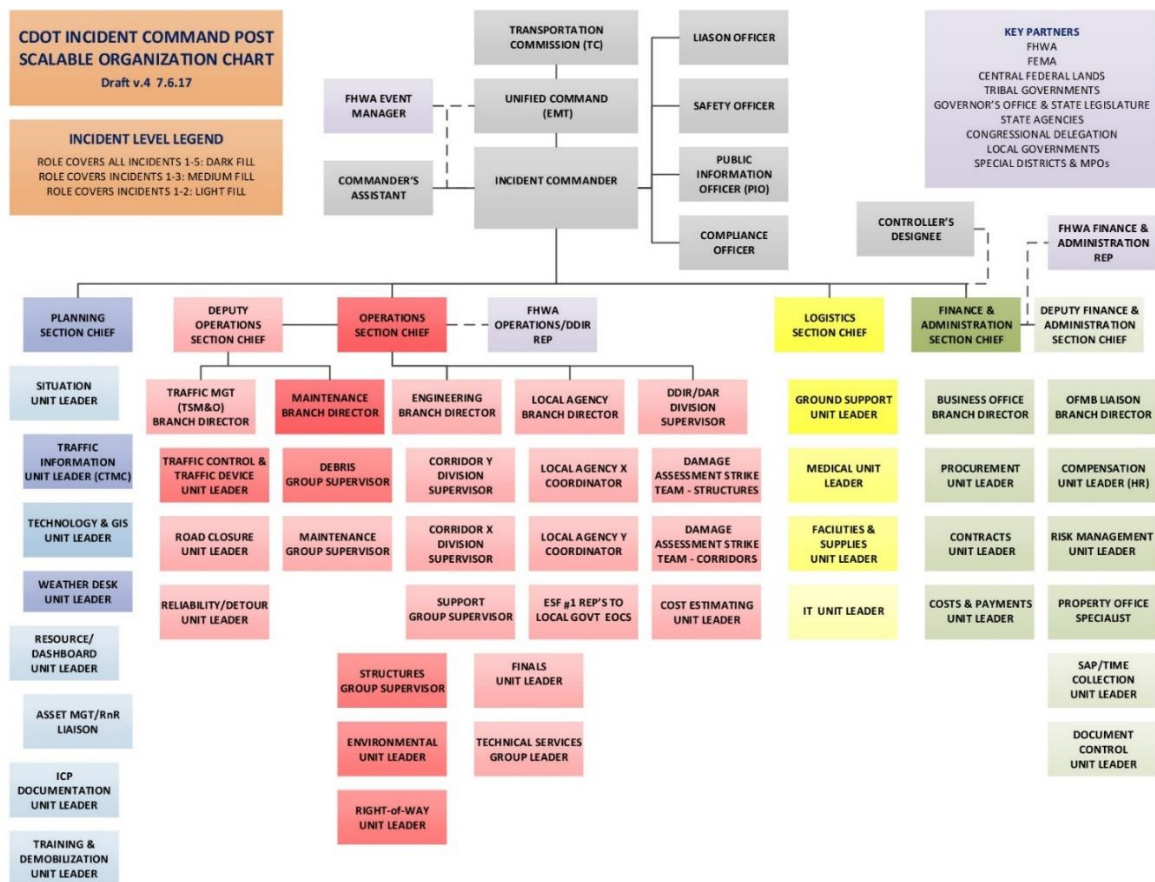 CDOT INCIDENT COMMAND POST
SCALABLE ORGANIZATION CHART
Draft v.4 7.6.17
INCIDENT LEVEL LEGEND
ROLE COVERS ALL INCIDENTS 1-5: DARK FILL
ROLE COVERS INCIDENTS 1-3: MEDIUM FILL
ROLE COVERS INCIDENTS 1-2: LIGHT FILL
TRANSPORTATION
COMMISSION (TC)
FHWA EVENT
MANAGER
UNIFIED COMMAND
(EMT)
COMMANDER'S
ASSISTANT
INCIDENT COMMANDER
LIASON OFFICER
SAFETY OFFICER
PUBLIC
INFORMATION
OFFICER (PIO)
COMPLIANCE
OFFICER
KEY PARTNERS
FHWA
FEMA
CENTRAL FEDERAL LANDS
TRIBAL GOVERNMENTS
GOVERNOR'S OFFICE & STATE LEGISLATURE
STATE AGENCIES
CONGRESSIONAL DELEGATION
LOCAL GOVERNMENTS
SPECIAL DISTRICTS & MPOs
CONTROLLER'S
DESIGNEE
FHWA FINANCE &
ADMINISTRATION
REP
PLANNING
SECTION CHIEF
DEPUTY
OPERATIONS
SECTION CHIEF
OPERATIONS
SECTION CHIEF
FHWA
OPERATIONS/DDIR
REP
LOGISTICS
SECTION CHIEF
FINANCE &
ADMINISTRATION
SECTION CHIEF
DEPUTY FINANCE &
ADMINISTRATION
SECTION CHIEF
SITUATION
UNIT LEADER
TRAFFIC
INFORMATION
UNIT LEADER (CTMC)
TECHNOLOGY & GIS
UNIT LEADER
WEATHER DESK
UNIT LEADER
RESOURCE/
DASHBOARD
UNIT LEADER
ASSET MGT/RnR
LIAISON
ICP
DOCUMENTATION
UNIT LEADER
TRAINING &
DEMOBILIZATION
UNIT LEADER
TRAFFIC MGT
(TSM&O)
BRANCH DIRECTOR
TRAFFIC CONTROL &
TRAFFIC DEVICE
UNIT LEADER
ROAD CLOSURE
UNIT LEADER
RELIABILITY/DETOUR
UNIT LEADER
MAINTENANCE
BRANCH DIRECTOR
DEBRIS
GROUP SUPERVISOR
MAINTENANCE
GROUP SUPERVISOR
ENGINEERING
BRANCH DIRECTOR
CORRIDOR Y
DIVISION
SUPERVISOR
CORRIDOR X
DIVISION
SUPERVISOR
SUPPORT
GROUP SUPERVISOR
STRUCTURES
GROUP SUPERVISOR
ENVIRONMENTAL
UNIT LEADER
RIGHT-of-WAY
UNIT LEADER
FINALS
UNIT LEADER
TECHNICAL SERVICES
GROUP LEADER
LOCAL AGENCY
BRANCH DIRECTOR
LOCAL AGENCY X
COORDINATOR
LOCAL AGENCY Y
COORDINATOR
ESF #1 REP'S TO
LOCAL GOVT EOCS
DDIR/DAR
DIVISION
SUPERVISOR
DAMAGE
ASSESSMENT STRIKE
TEAM - STRUCTURES
DAMAGE
ASSESSMENT STRIKE
TEAM - CORRIDORS
COST ESTIMATING
UNIT LEADER
GROUND SUPPORT
UNIT LEADER
MEDICAL UNIT
LEADER
FACILITIES &
SUPPLIES
UNIT LEADER
IT UNIT LEADER
BUSINESS OFFICE
BRANCH DIRECTOR
PROCUREMENT
UNIT LEADER
CONTRACTS
UNIT LEADER
COSTS & PAYMENTS
UNIT LEADER
OFMB LIAISON
BRANCH DIRECTOR
COMPENSATION
UNIT LEADER (HR)
RISK MANAGEMENT
UNIT LEADER
PROPERTY OFFICE
SPECIALIST
SAP/TIME
COLLECTION
UNIT LEADER
DOCUMENT
CONTROL
UNIT LEADER